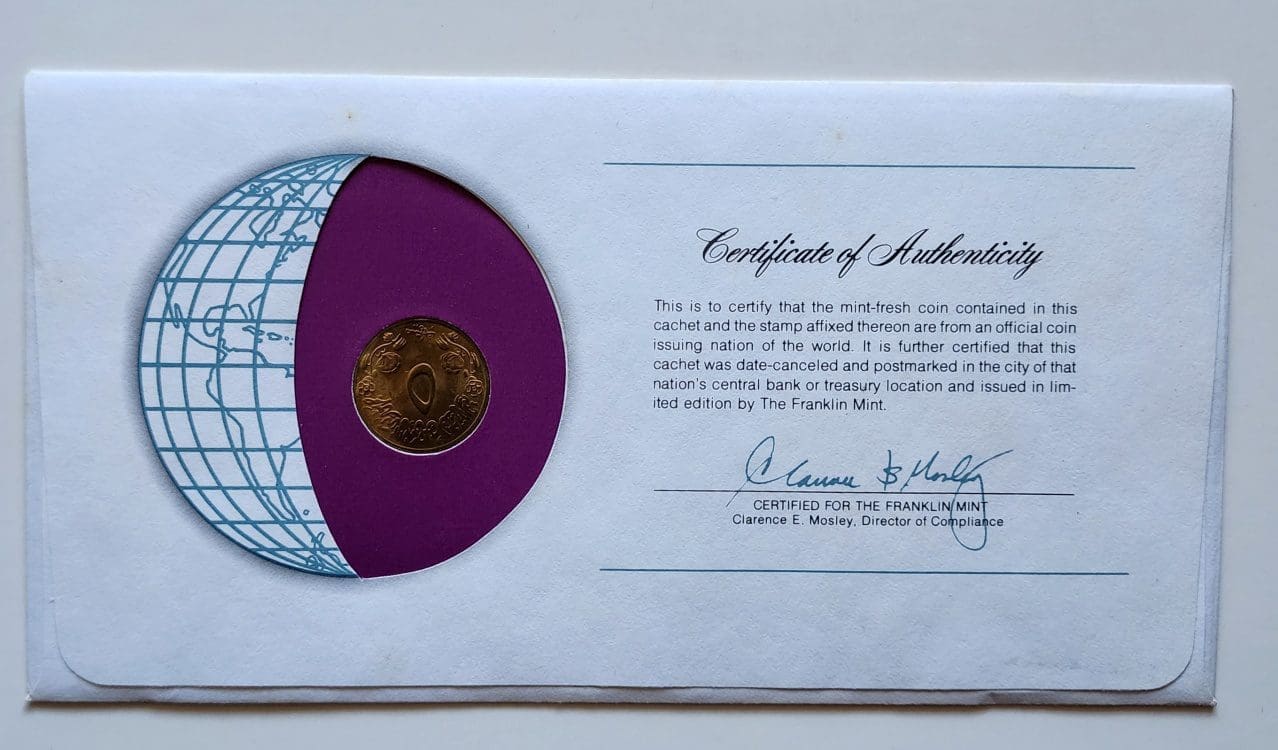 ٥
Certificate of Authenticity
This is to certify that the mint-fresh coin contained in this
cachet and the stamp affixed thereon are from an official coin
issuing nation of the world. It is further certified that this
cachet was date-canceled and postmarked in the city of that
nation's central bank or treasury location and issued in lim-
ited edition by The Franklin Mint.
CERTIFIED FOR THE FRANKLIN MINT
Clarence E. Mosley, Director of Compliance